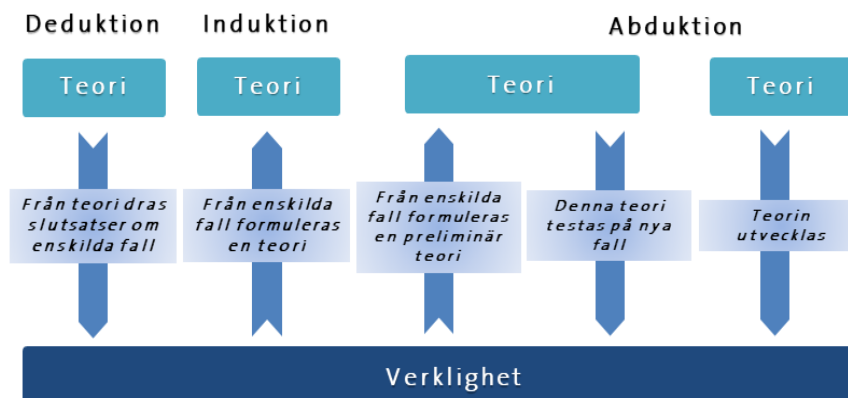 Deduktion
Induktion
Abduktion
Teori
Teori
Teori
Teori
Från teori dras
slutsatser om
enskilda fall
Från enskilda
fall formuleras
en teori
Från enskilda
fall formuleras
en preliminär
teori
Denna teori
testas på nya
fall
Teorin
utvecklas
Verklighet